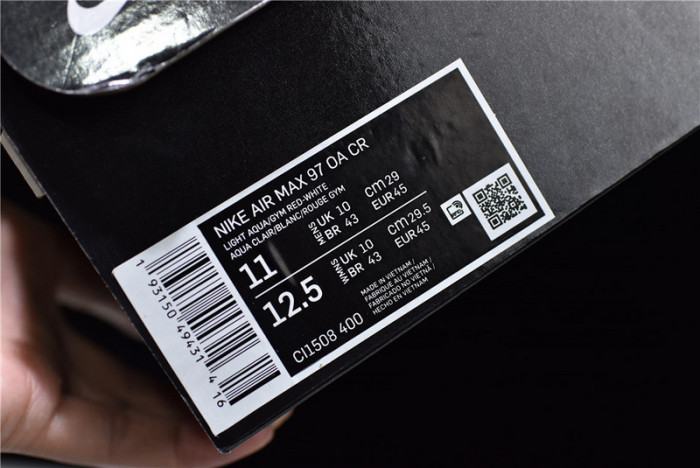 NIKE AIR MAX 97 OA CR
LIGHT AQUA/GYM RED-WHITE
AQUA CLAIR/BLANC/ROUGE GYM
11
MENS
UK 10 CM 29
BR 43 EUR 45
12.5
WMNS
UK 10 CM 29.5
BR 43 EUR 45
CI1508 400
MADE IN VIETNAM /
FABRIQUE AU VIETNAM /
FABRICADO NO VIETNÃ /
HECHO EN VIETNAM
1 93150 49431 4 16